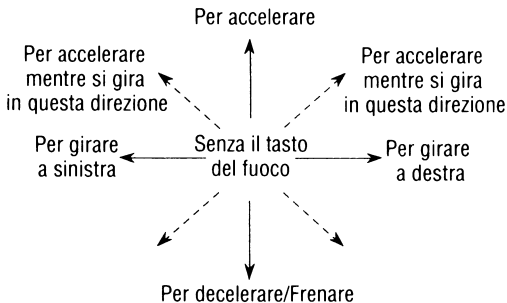 Per accelerare
Per accelerare
mentre si gira
in questa direzione
Per accelerare
mentre si gira
in questa direzione
Per girare
a sinistra
Senza il tasto
del fuoco
Per girare
a destra
Per decelerare/Frenare